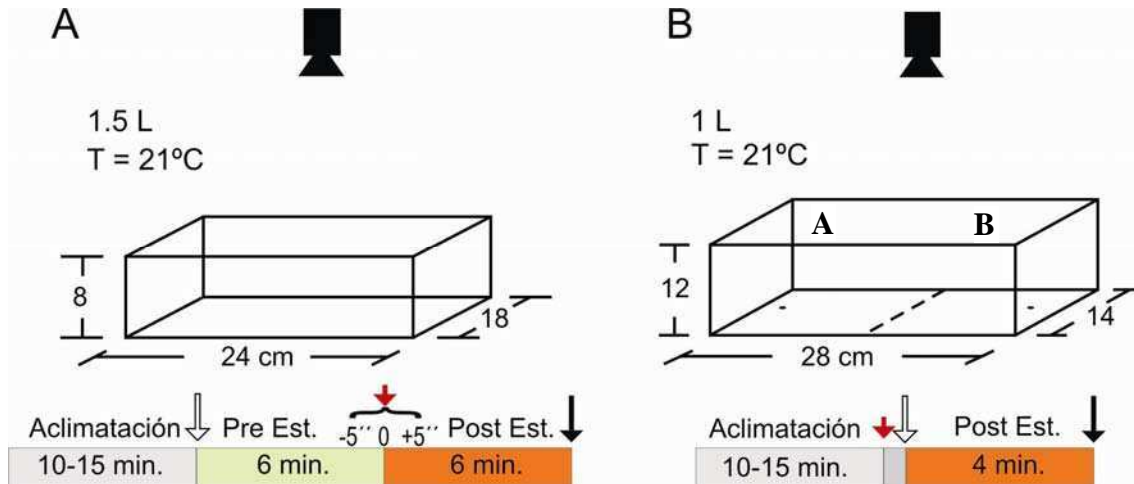 A
1.5 L
T = 21ºC
8
18
24 cm
Aclimatación Pre Est. -5´´ 0 +5´´ Post Est.
10-15 min. 6 min. 6 min.
B
1 L
T = 21ºC
A B
12
14
28 cm
Aclimatación Post Est.
10-15 min. 4 min.